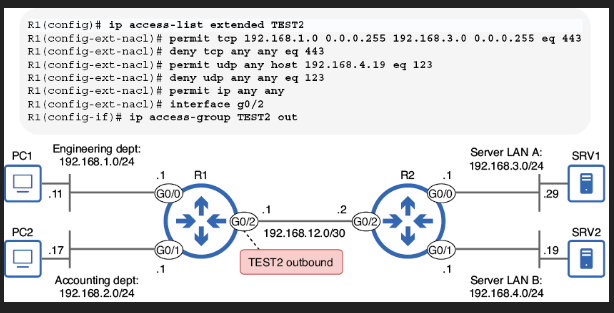 R1(config)# ip access-list extended TEST2
R1(config-ext-nacl)# permit tcp 192.168.1.0 0.0.0.255 192.168.3.0 0.0.0.255 eq 443
R1(config-ext-nacl)# deny tcp any any eq 443
R1(config-ext-nacl)# permit udp any host 192.168.4.19 eq 123
R1(config-ext-nacl)# deny udp any any eq 123
R1(config-ext-nacl)# permit ip any any
R1(config-ext-nacl)# interface g0/2
R1(config-if)# ip access-group TEST2 out
PC1
Engineering dept:
192.168.1.0/24
.11
.1
G0/0
R1
PC2
.17
G0/1
.1
Accounting dept:
192.168.2.0/24
G0/2
.1
.2
192.168.12.0/30
TEST2 outbound
R2
G0/2
G0/0
.1
Server LAN A:
192.168.3.0/24
SRV1
.29
G0/1
.1
Server LAN B:
192.168.4.0/24
SRV2
.19